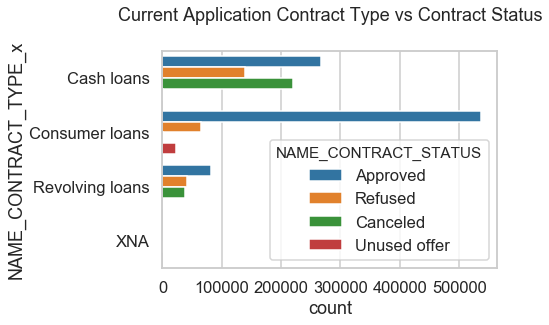 Current Application Contract Type vs Contract Status
NAME_CONTRACT_TYPE_x
Cash loans
Consumer loans
Revolving loans
XNA
NAME_CONTRACT_STATUS
Approved
Refused
Canceled
Unused offer
0 100000 200000 300000 400000 500000
count